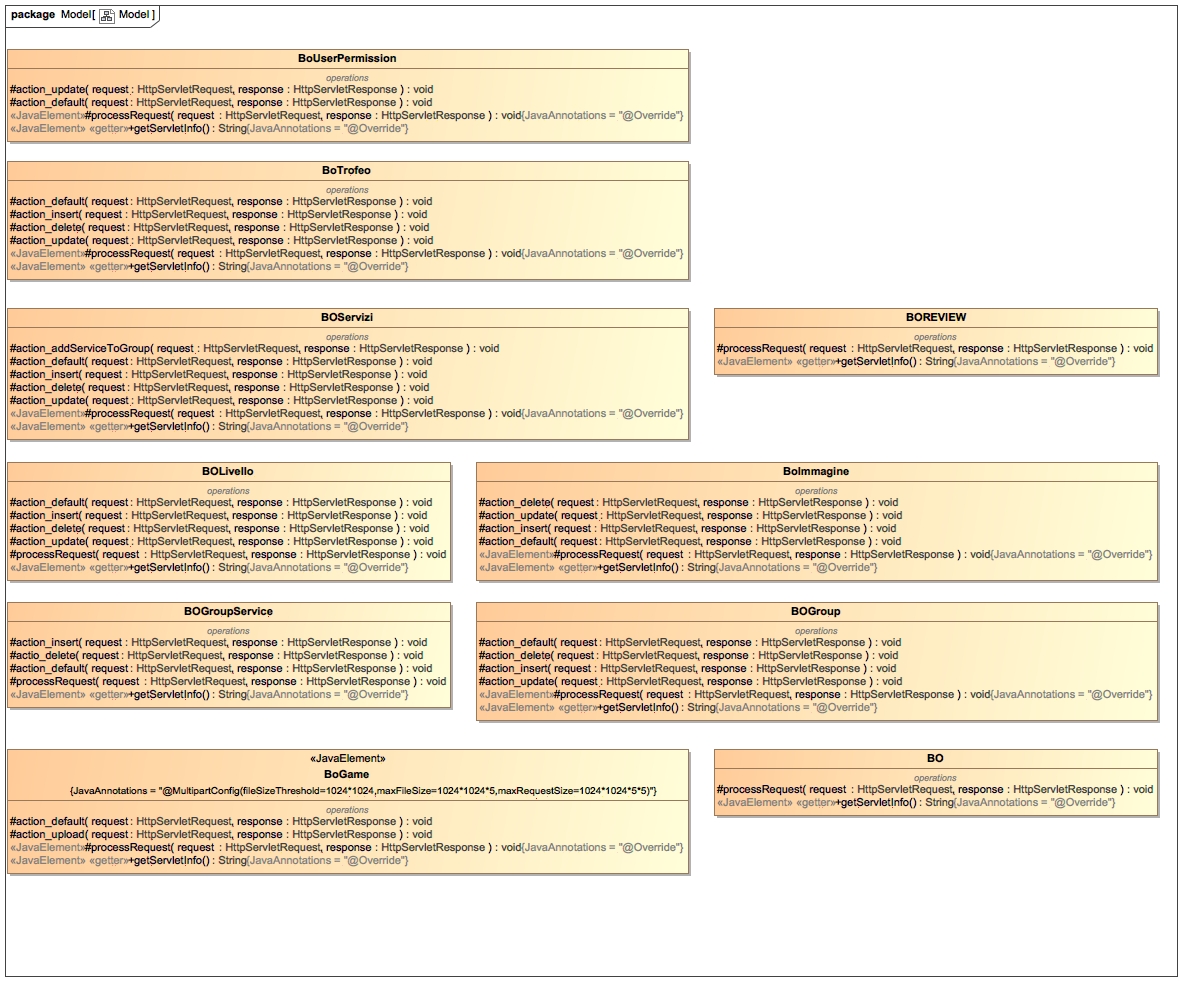 package Model[ Model ]
BoUserPermission
operations
#action_update( request : HttpServletRequest, response : HttpServletResponse ) : void
#action_default( request : HttpServletRequest, response : HttpServletResponse ) : void
«JavaElement»#processRequest( request : HttpServletRequest, response : HttpServletResponse ) : void{JavaAnnotations = "@Override"}
«JavaElement» «getter»+getServletInfo() : String{JavaAnnotations = "@Override"}
BoTrofeo
operations
#action_default( request : HttpServletRequest, response : HttpServletResponse ) : void
#action_insert( request : HttpServletRequest, response : HttpServletResponse ) : void
#action_delete( request : HttpServletRequest, response : HttpServletResponse ) : void
#action_update( request : HttpServletRequest, response : HttpServletResponse ) : void
«JavaElement»#processRequest( request : HttpServletRequest, response : HttpServletResponse ) : void{JavaAnnotations = "@Override"}
«JavaElement» «getter»+getServletInfo() : String{JavaAnnotations = "@Override"}
BOServizi
operations
#action_addServiceToGroup( request : HttpServletRequest, response : HttpServletResponse ) : void
#action_default( request : HttpServletRequest, response : HttpServletResponse ) : void
#action_insert( request : HttpServletRequest, response : HttpServletResponse ) : void
#action_delete( request : HttpServletRequest, response : HttpServletResponse ) : void
#action_update( request : HttpServletRequest, response : HttpServletResponse ) : void
«JavaElement»#processRequest( request : HttpServletRequest, response : HttpServletResponse ) : void{JavaAnnotations = "@Override"}
«JavaElement» «getter»+getServletInfo() : String{JavaAnnotations = "@Override"}
BOREVIEW
operations
#processRequest( request : HttpServletRequest, response : HttpServletResponse ) : void
«JavaElement» «getter»+getServletInfo() : String{JavaAnnotations = "@Override"}
BOLivello
operations
#action_default( request : HttpServletRequest, response : HttpServletResponse ) : void
#action_insert( request : HttpServletRequest, response : HttpServletResponse ) : void
#action_delete( request : HttpServletRequest, response : HttpServletResponse ) : void
#action_update( request : HttpServletRequest, response : HttpServletResponse ) : void
#processRequest( request : HttpServletRequest, response : HttpServletResponse ) : void
«JavaElement» «getter»+getServletInfo() : String{JavaAnnotations = "@Override"}
BoImmagine
operations
#action_delete( request : HttpServletRequest, response : HttpServletResponse ) : void
#action_update( request : HttpServletRequest, response : HttpServletResponse ) : void
#action_insert( request : HttpServletRequest, response : HttpServletResponse ) : void
#action_default( request : HttpServletRequest, response : HttpServletResponse ) : void
«JavaElement»#processRequest( request : HttpServletRequest, response : HttpServletResponse ) : void{JavaAnnotations = "@Override"}
«JavaElement» «getter»+getServletInfo() : String{JavaAnnotations = "@Override"}
BOGroupService
operations
#action_insert( request : HttpServletRequest, response : HttpServletResponse ) : void
#actio_delete( request : HttpServletRequest, response : HttpServletResponse ) : void
#action_default( request : HttpServletRequest, response : HttpServletResponse ) : void
#processRequest( request : HttpServletRequest, response : HttpServletResponse ) : void
«JavaElement» «getter»+getServletInfo() : String{JavaAnnotations = "@Override"}
BOGroup
operations
#action_default( request : HttpServletRequest, response : HttpServletResponse ) : void
#action_delete( request : HttpServletRequest, response : HttpServletResponse ) : void
#action_insert( request : HttpServletRequest, response : HttpServletResponse ) : void
#action_update( request : HttpServletRequest, response : HttpServletResponse ) : void
«JavaElement»#processRequest( request : HttpServletRequest, response : HttpServletResponse ) : void{JavaAnnotations = "@Override"}
«JavaElement» «getter»+getServletInfo() : String{JavaAnnotations = "@Override"}
«JavaElement»
BoGame
{JavaAnnotations = "@MultipartConfig(fileSizeThreshold=1024*1024,maxFileSize=1024*1024*5,maxRequestSize=1024*1024*5*5)"}
operations
#action_default( request : HttpServletRequest, response : HttpServletResponse ) : void
#action_upload( request : HttpServletRequest, response : HttpServletResponse ) : void
«JavaElement»#processRequest( request : HttpServletRequest, response : HttpServletResponse ) : void{JavaAnnotations = "@Override"}
«JavaElement» «getter»+getServletInfo() : String{JavaAnnotations = "@Override"}
BO
operations
#processRequest( request : HttpServletRequest, response : HttpServletResponse ) : void
«JavaElement» «getter»+getServletInfo() : String{JavaAnnotations = "@Override"}